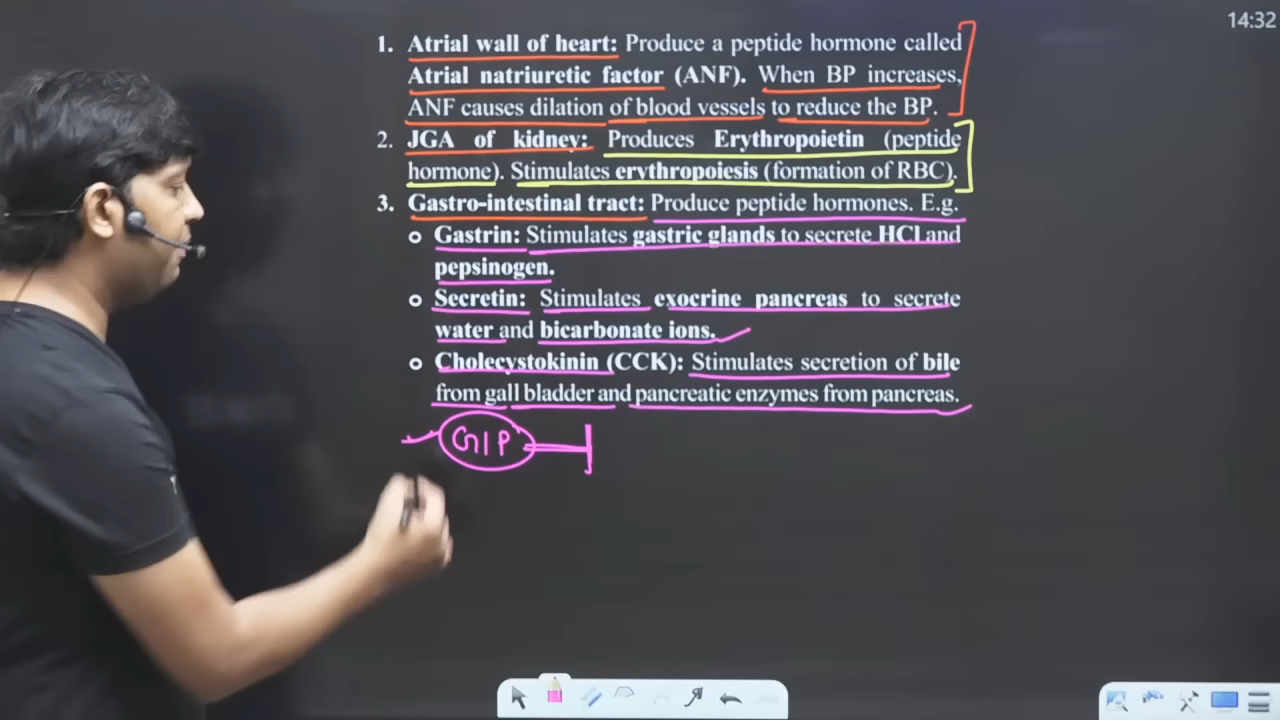 14:32
1. Atrial wall of heart: Produce a peptide hormone called
Atrial natriuretic factor (ANF). When BP increases,
ANF causes dilation of blood vessels to reduce the BP.
2. JGA of kidney: Produces Erythropoietin (peptide
hormone). Stimulates erythropoiesis (formation of RBC).
3. Gastro-intestinal tract: Produce peptide hormones. E.g.
o Gastrin: Stimulates gastric glands to secrete HCl and
pepsinogen.
o Secretin: Stimulates exocrine pancreas to secrete
water and bicarbonate ions.
o Cholecystokinin (CCK): Stimulates secretion of bile
from gall bladder and pancreatic enzymes from pancreas.
GIP